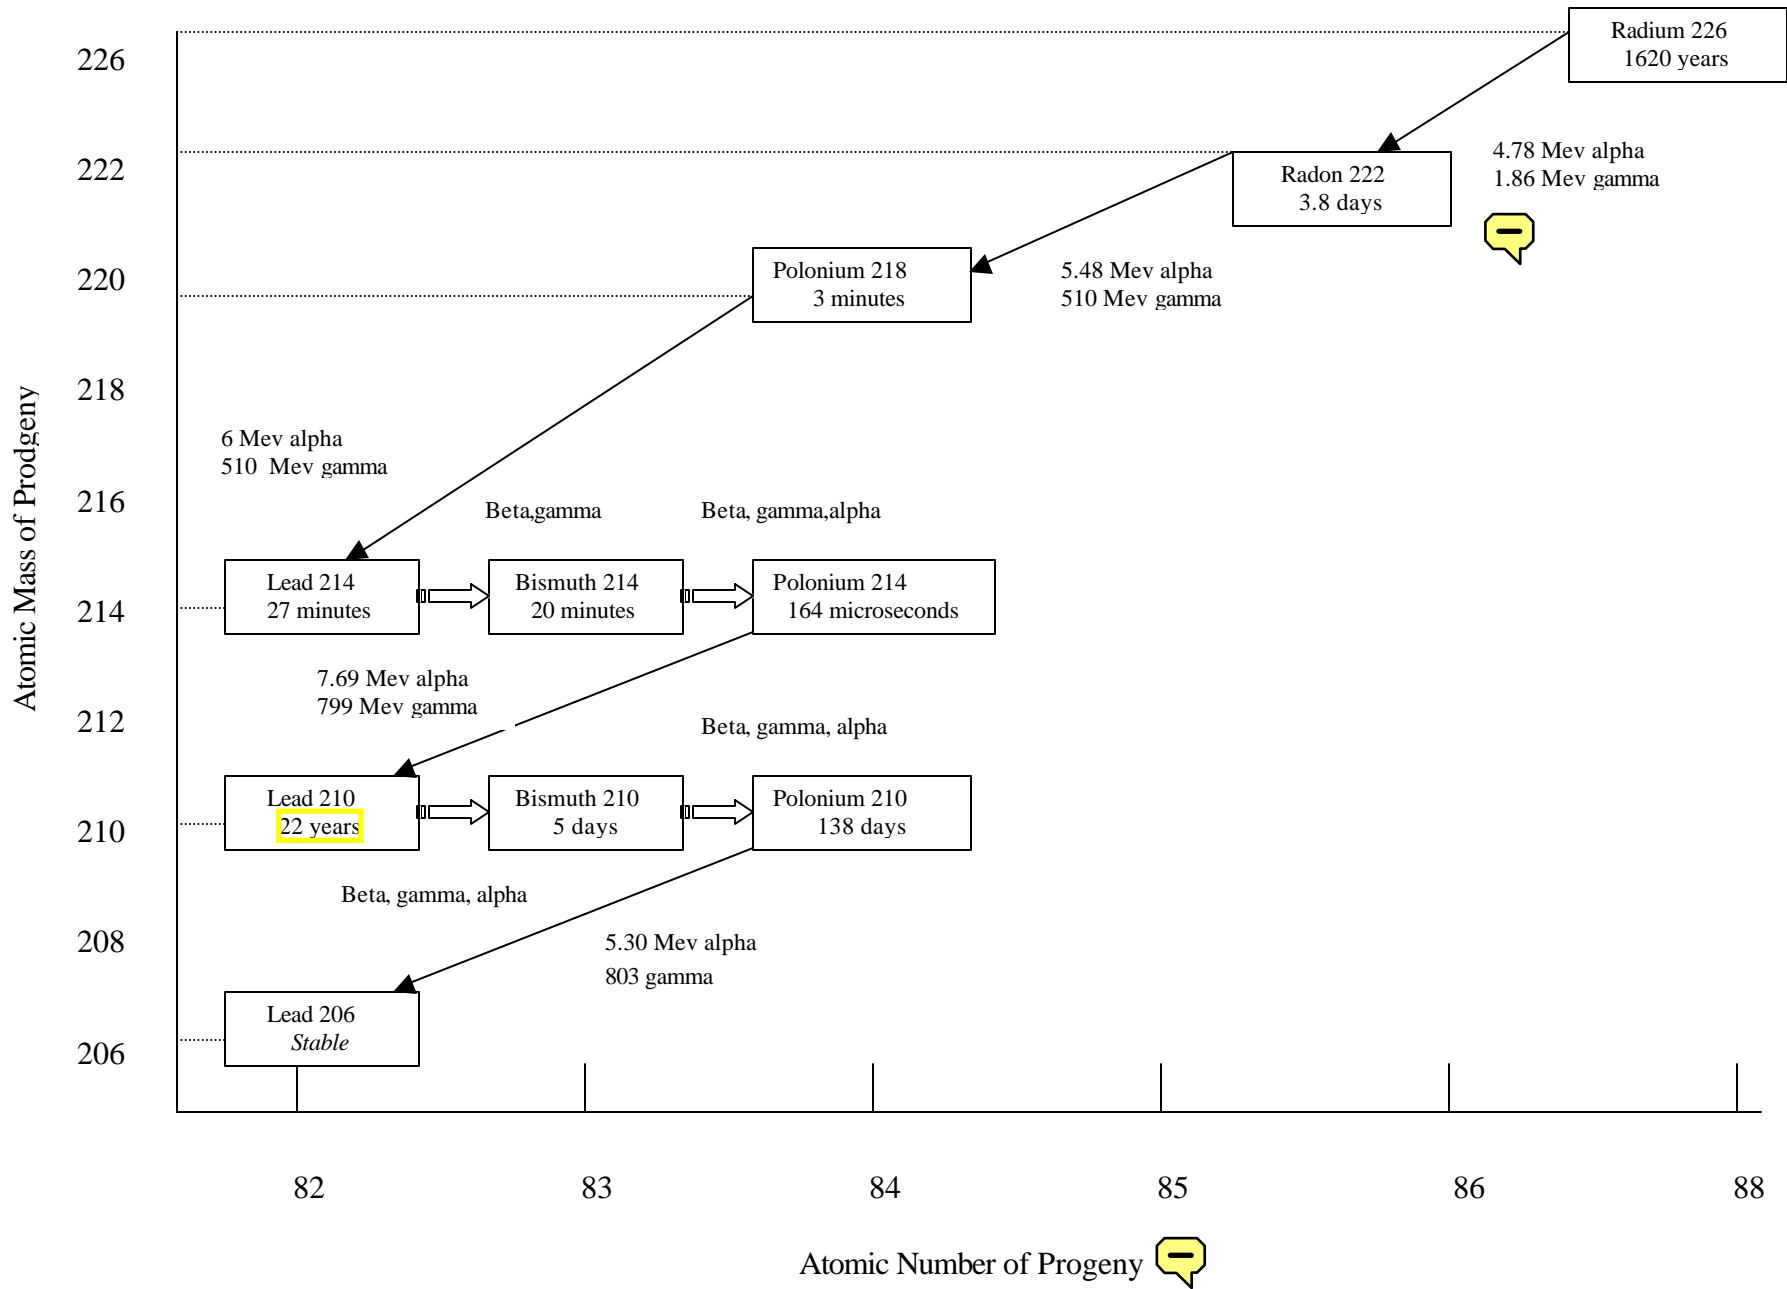 226
Radium 226
1620 years
222
Radon 222
3.8 days
4.78 Mev alpha
1.86 Mev gamma
220
Polonium 218
3 minutes
5.48 Mev alpha
510 Mev gamma
218
Atomic Mass of Prodgeny
6 Mev alpha
510 Mev gamma
216
Beta,gamma
Beta, gamma,alpha
214
Lead 214
27 minutes
Bismuth 214
20 minutes
Polonium 214
164 microseconds
7.69 Mev alpha
799 Mev gamma
212
Beta, gamma, alpha
210
Lead 210
22 years
Bismuth 210
5 days
Polonium 210
138 days
Beta, gamma, alpha
208
5.30 Mev alpha
803 gamma
Lead 206
Stable
206
82 83 84 85 86 88
Atomic Number of Progeny